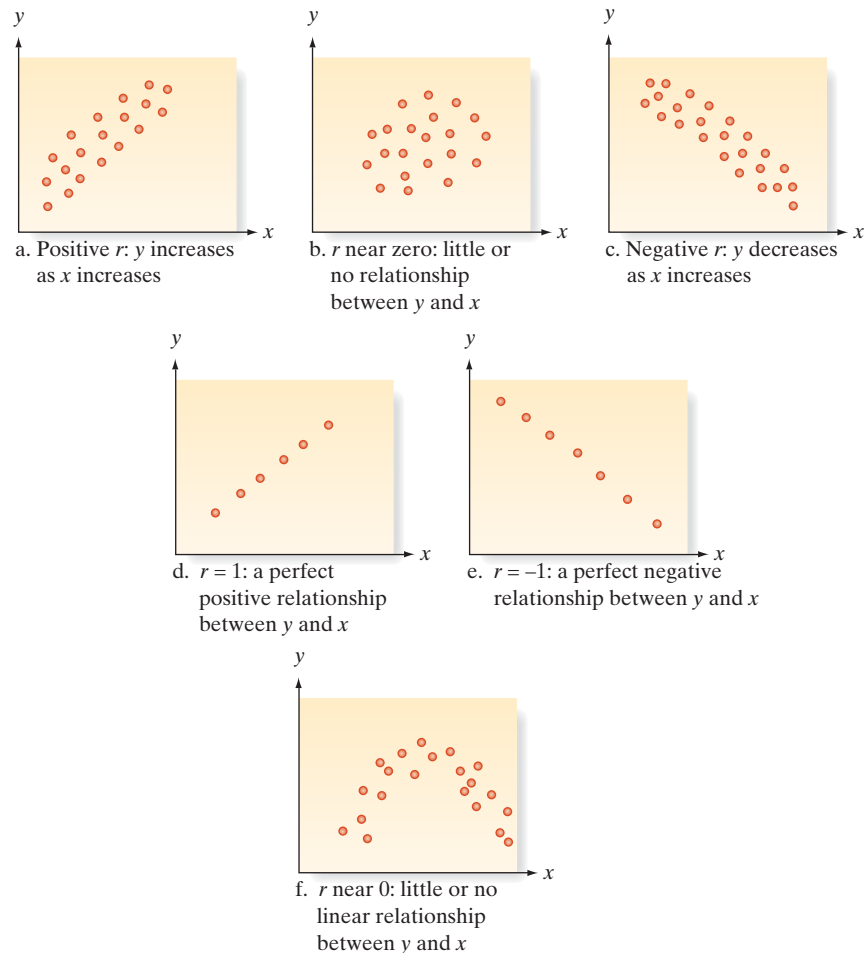 y
x
a. Positive r: y increases
as x increases
y
x
b. r near zero: little or
no relationship
between y and x
y
x
c. Negative r: y decreases
as x increases
y
x
d. r = 1: a perfect
positive relationship
between y and x
y
x
e. r = –1: a perfect negative
relationship between y and x
y
x
f. r near 0: little or no
linear relationship
between y and x